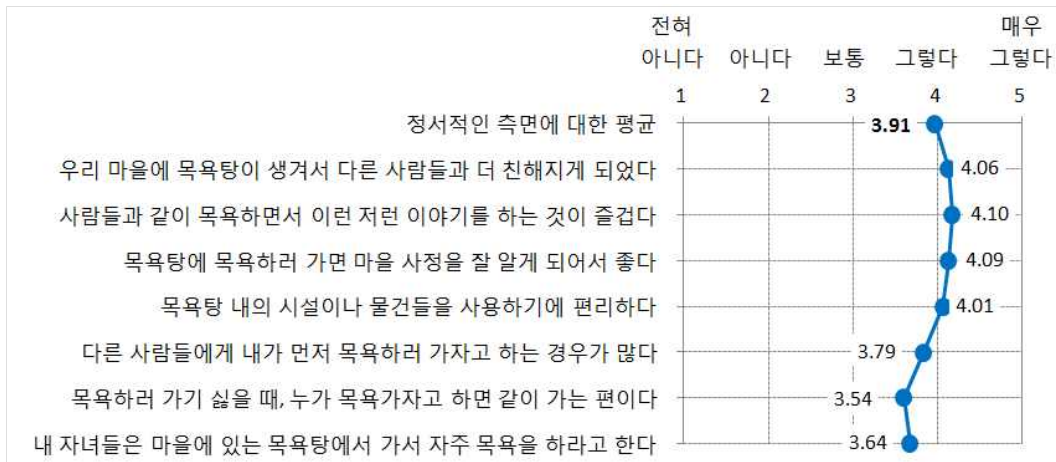 전혀 매우
아니다 아니다 보통 그렇다 그렇다
1 2 3 4 5
정서적인 측면에 대한 평균 3.91
우리 마을에 목욕탕이 생겨서 다른 사람들과 더 친해지게 되었다 4.06
사람들과 같이 목욕하면서 이런 저런 이야기를 하는 것이 즐겁다 4.10
목욕탕에 목욕하러 가면 마을 사정을 잘 알게 되어서 좋다 4.09
목욕탕 내의 시설이나 물건들을 사용하기에 편리하다 4.01
다른 사람들에게 내가 먼저 목욕하러 가자고 하는 경우가 많다 3.79
목욕하러 가기 싫을 때, 누가 목욕가자고 하면 같이 가는 편이다 3.54
내 자녀들은 마을에 있는 목욕탕에서 가서 자주 목욕을 하라고 한다 3.64